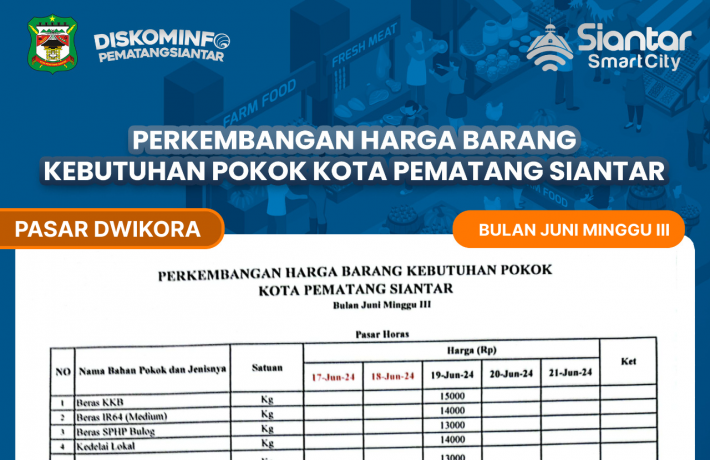 DISKOMINFO
PEMATANGSIANTAR
Siantar
SmartCity
FRESH MEAT
FARM FOOD
FARM FOOD
PERKEMBANGAN HARGA BARANG
KEBUTUHAN POKOK KOTA PEMATANG SIANTAR
PASAR DWIKORA
BULAN JUNI MINGGU III
PERKEMBANGAN HARGA BARANG KEBUTUHAN POKOK
KOTA PEMATANG SIANTAR
Bulan Juni Minggu III
Pasar Horas
NO Nama Bahan Pokok dan Jenisnya Satuan Harga (Rp) Ket
17-Jun-24 18-Jun-24 19-Jun-24 20-Jun-24 21-Jun-24
1 Beras KKB Kg 15000
2 Beras IR64 (Medium) Kg 14000
3 Beras SPHP Bulog Kg 13000
4 Kedelai Lokal Kg 14000
Kg 13000